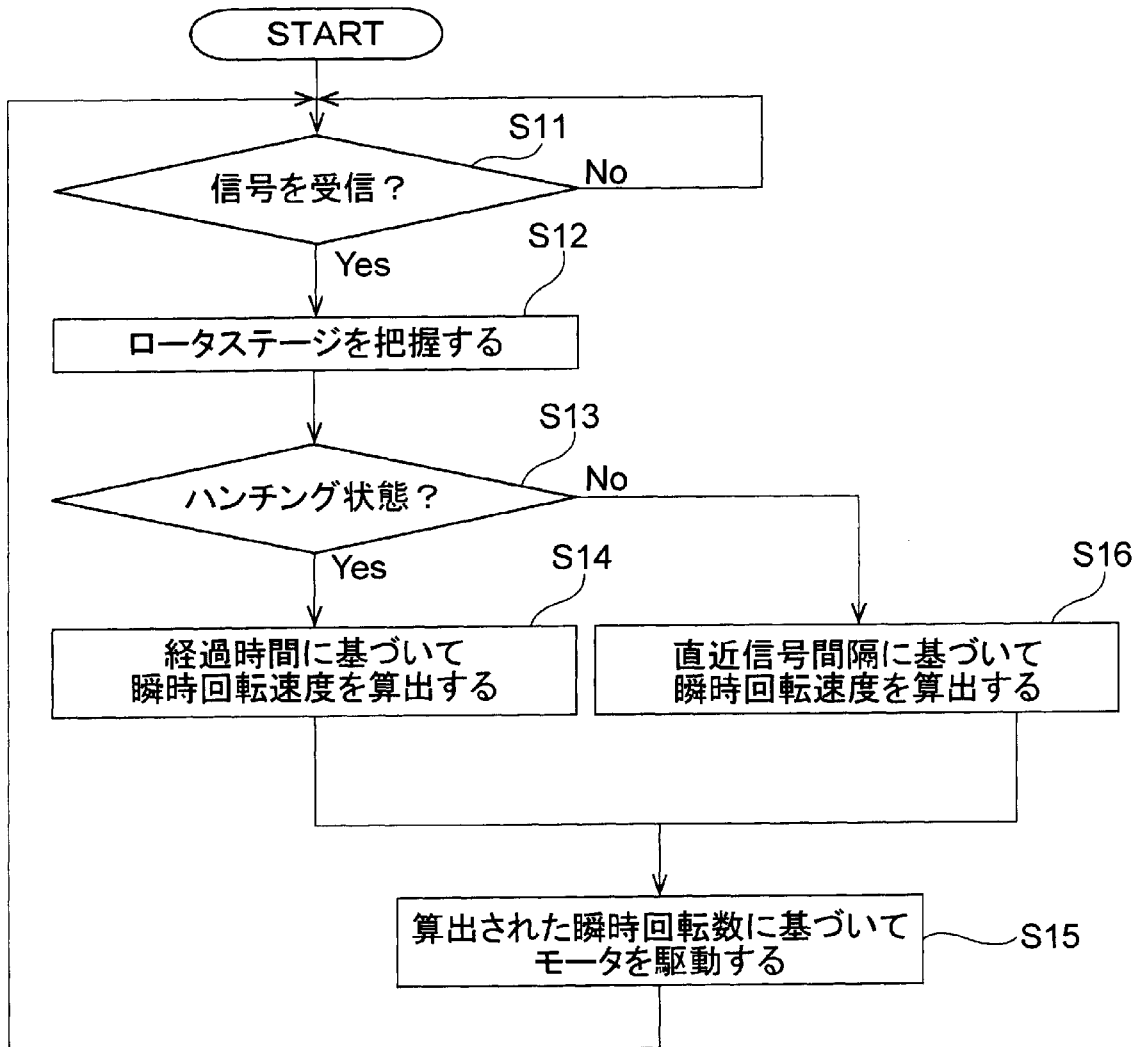 START
S11
信号を受信？
No
Yes
S12
ロータステージを把握する
S13
ハンチング状態？
No
Yes
S14
経過時間に基づいて
瞬時回転速度を算出する
S16
直近信号間隔に基づいて
瞬時回転速度を算出する
算出された瞬時回転数に基づいて
モータを駆動する
S15